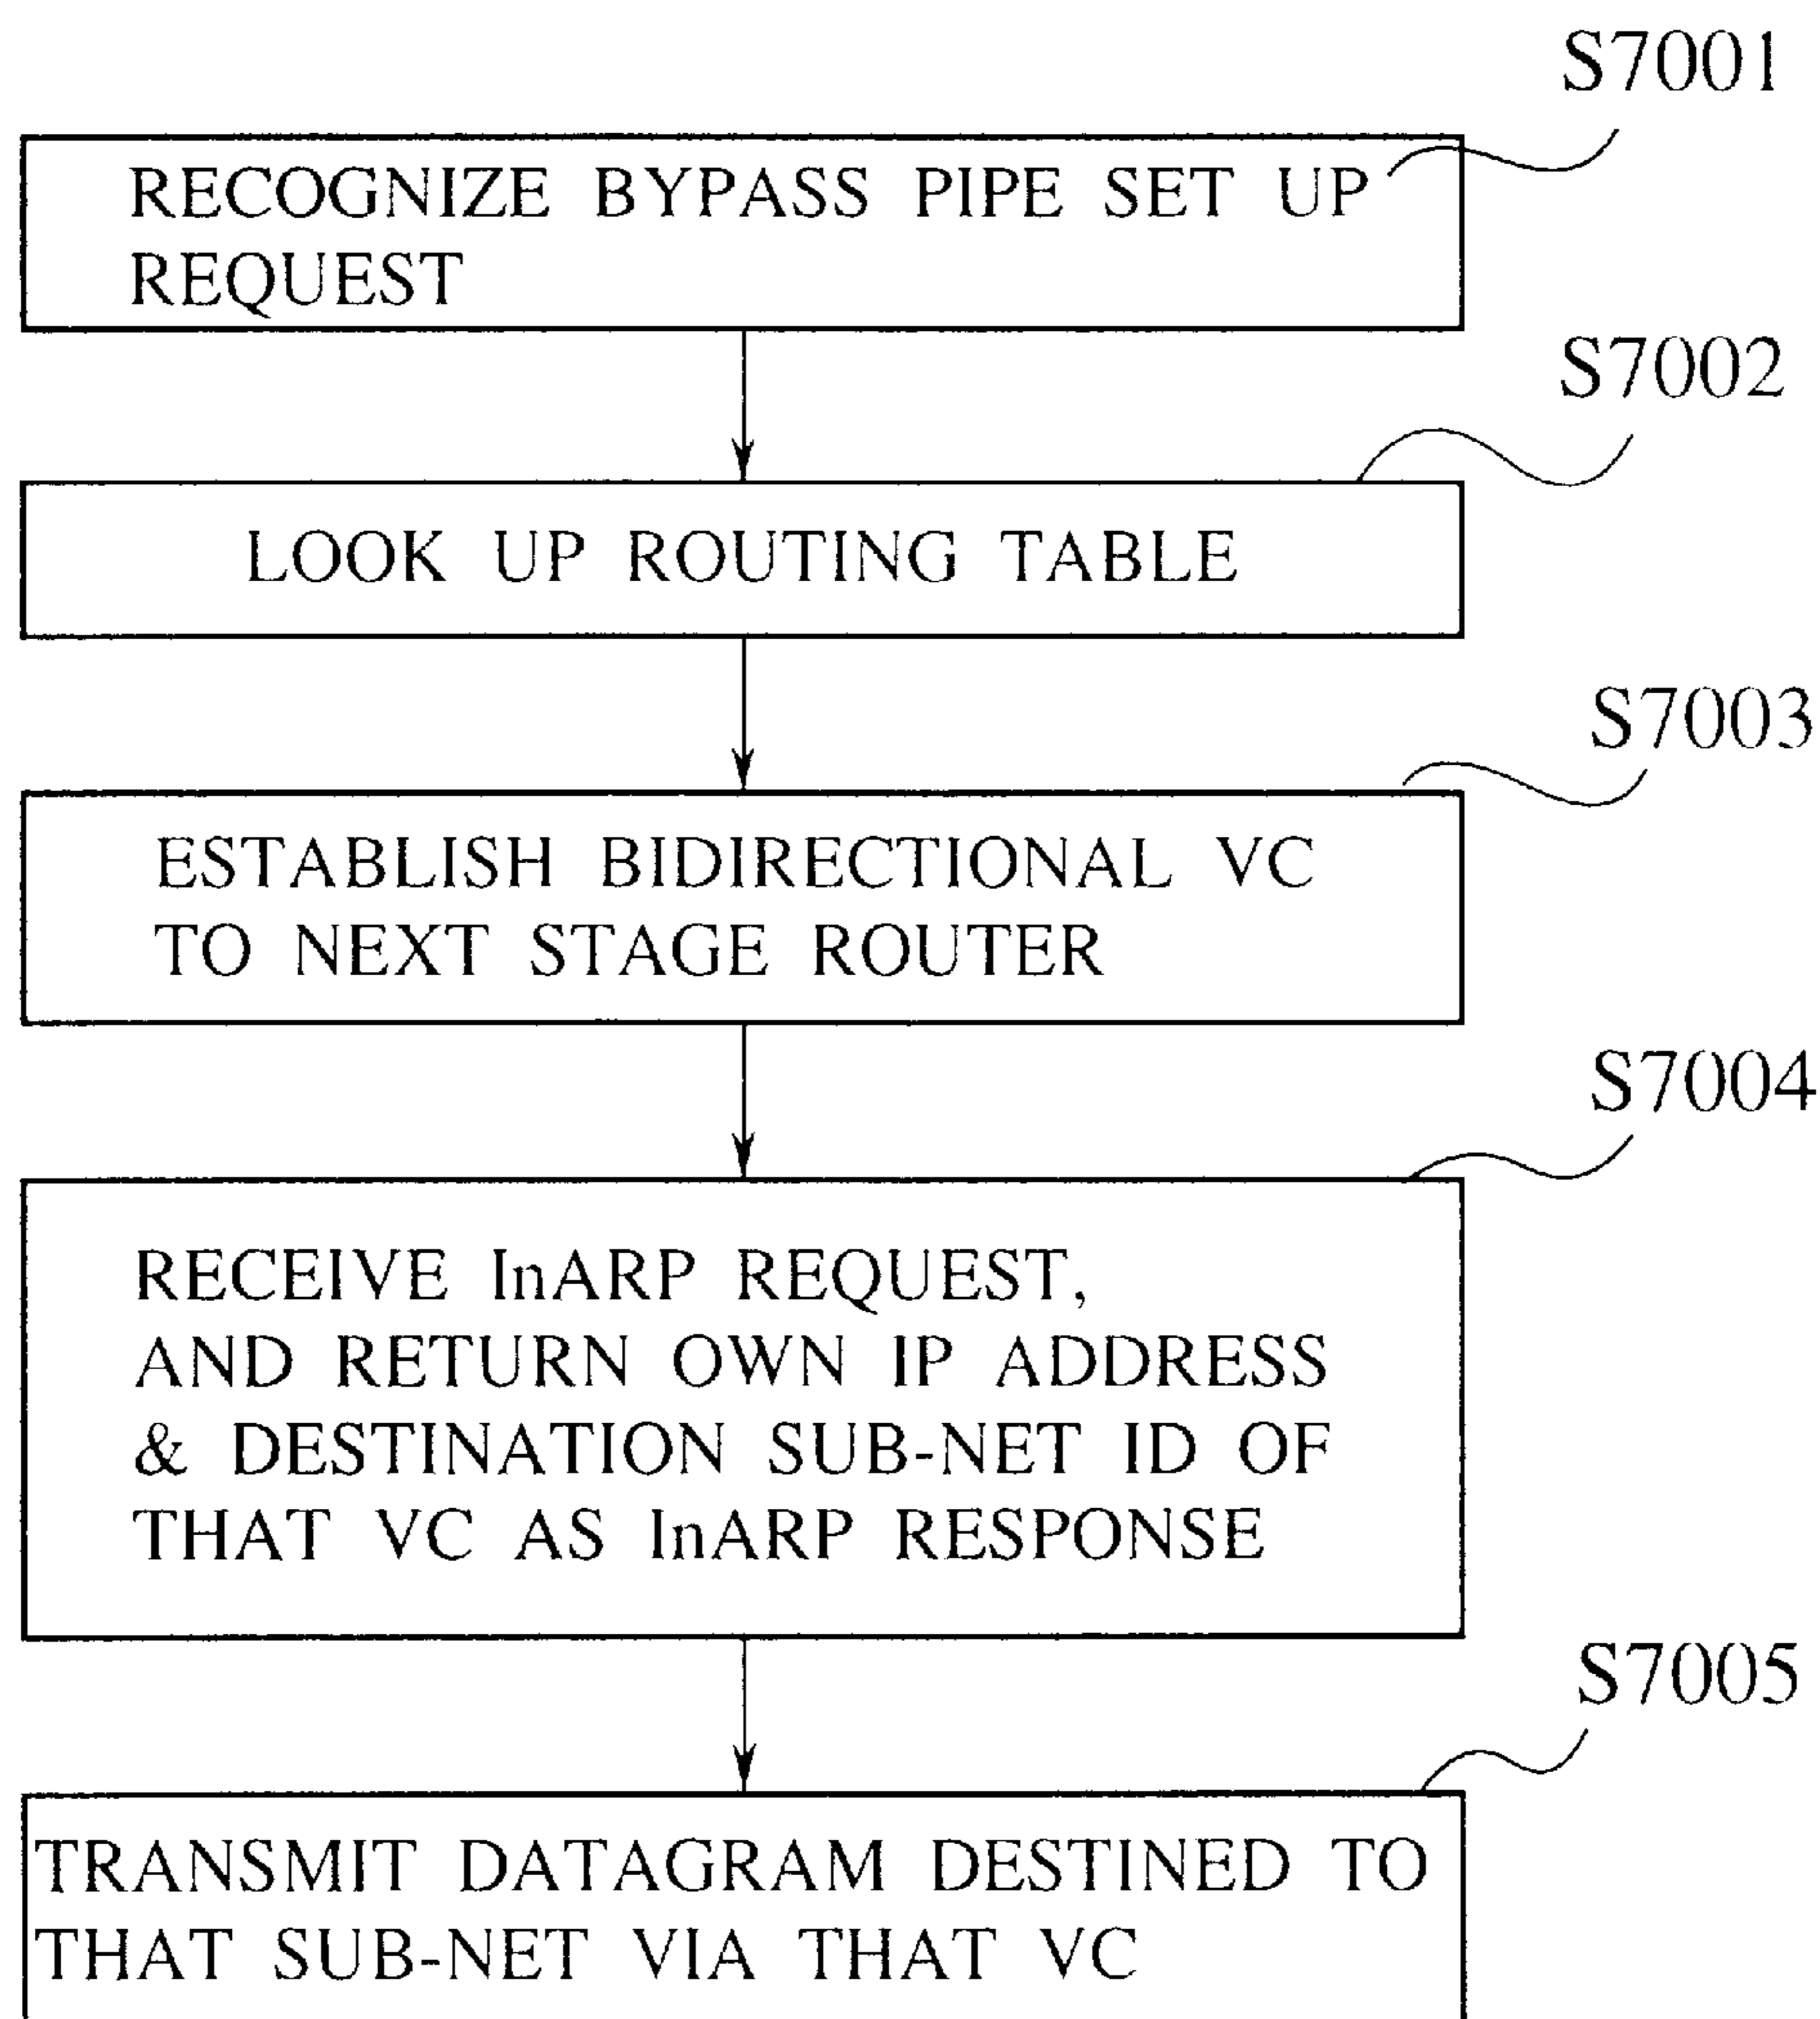 S7001
RECOGNIZE BYPASS PIPE SET UP
REQUEST
S7002
LOOK UP ROUTING TABLE
S7003
ESTABLISH BIDIRECTIONAL VC
TO NEXT STAGE ROUTER
S7004
RECEIVE InARP REQUEST,
AND RETURN OWN IP ADDRESS
& DESTINATION SUB-NET ID OF
THAT VC AS InARP RESPONSE
S7005
TRANSMIT DATAGRAM DESTINED TO
THAT SUB-NET VIA THAT VC